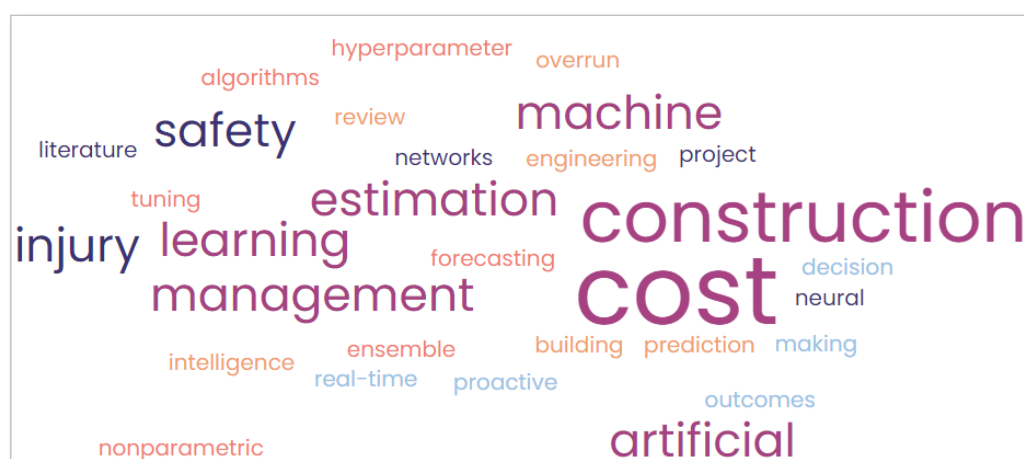 hyperparameter
overrun
algorithms
machine
review
safety
literature
networks
engineering
project
tuning
estimation
construction
injury
learning
forecasting
decision
management
cost
neural
building
prediction
making
intelligence
ensemble
real-time
proactive
outcomes
artificial
nonparametric